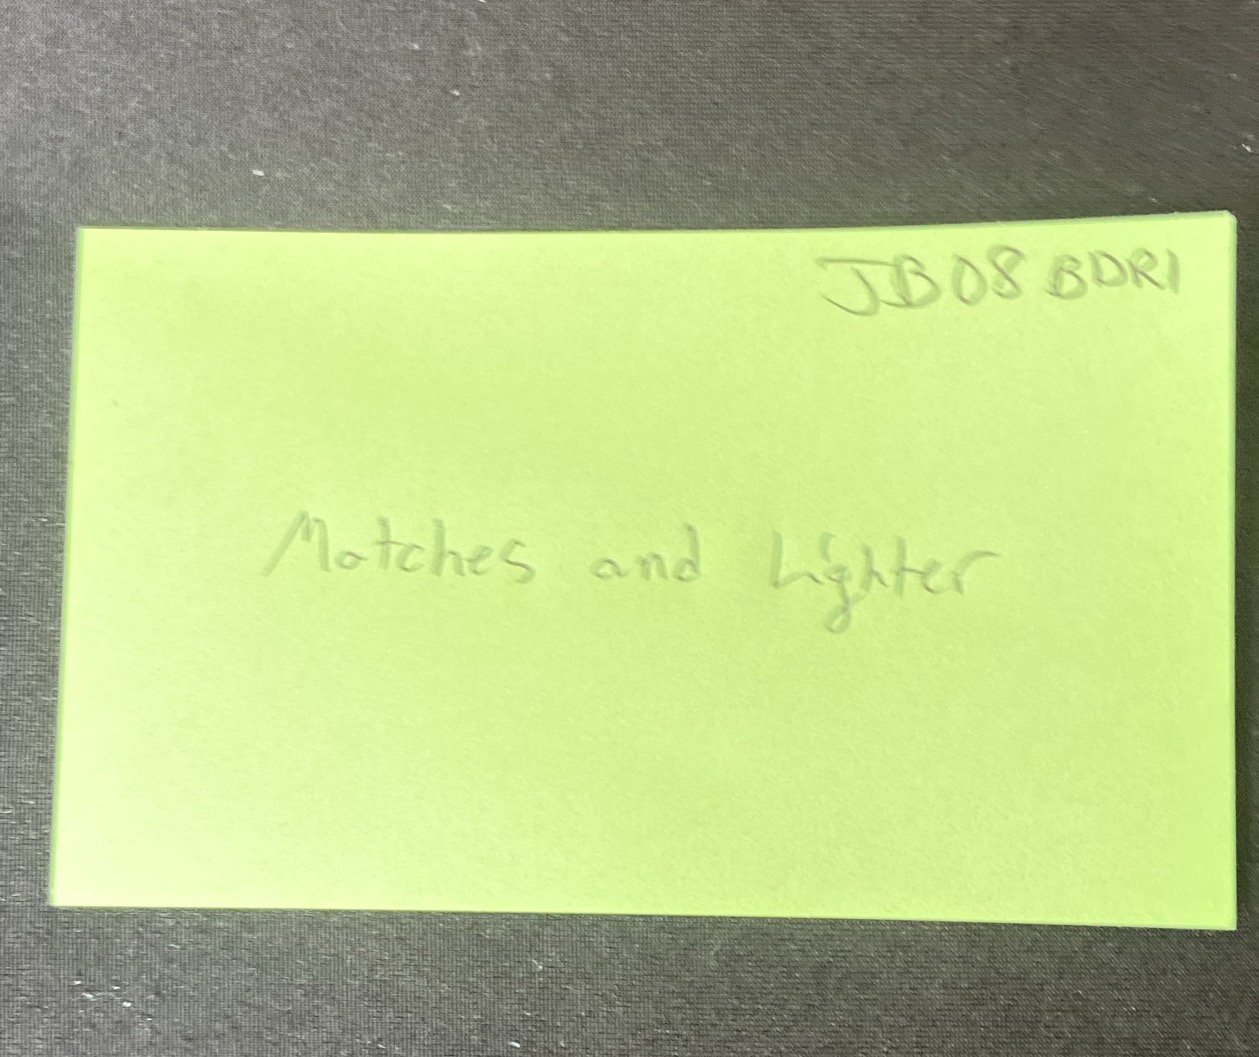 JB08 BDR1
Matches and Lighter